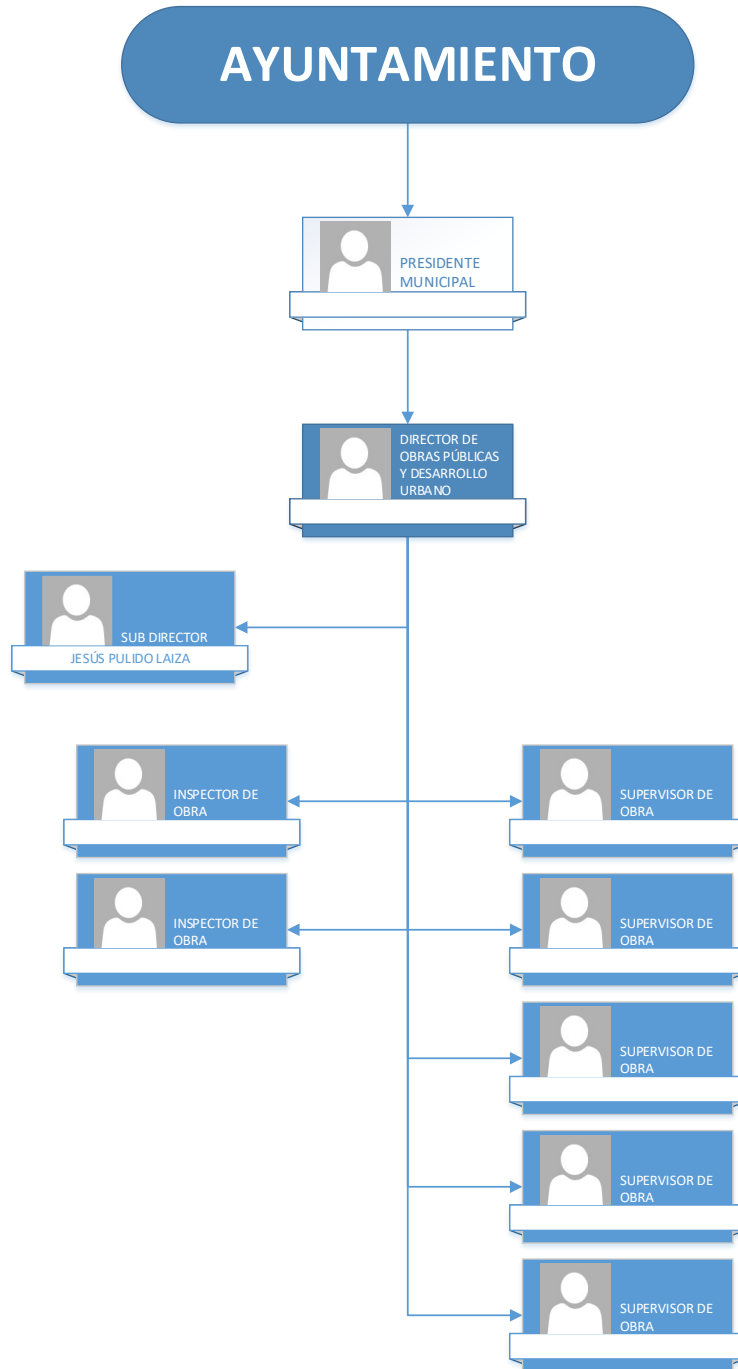 AYUNTAMIENTO
PRESIDENTE
MUNICIPAL
DIRECTOR DE
OBRAS PÚBLICAS
Y DESARROLLO
URBANO
SUB DIRECTOR
JESÚS PULIDO LAIZA
INSPECTOR DE
OBRA
SUPERVISOR DE
OBRA
INSPECTOR DE
OBRA
SUPERVISOR DE
OBRA
SUPERVISOR DE
OBRA
SUPERVISOR DE
OBRA
SUPERVISOR DE
OBRA